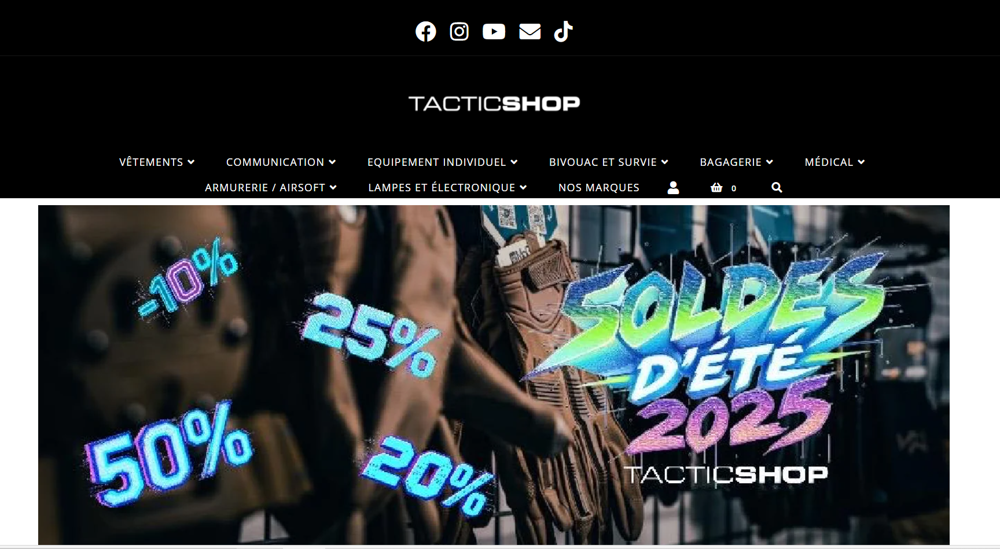 TACTICSHOP
VÊTEMENTS COMMUNICATION EQUIPEMENT INDIVIDUEL BIVOUAC ET SURVIE BAGAGERIE MÉDICAL
ARMURERIE / AIRSOFT LAMPES ET ÉLECTRONIQUE NOS MARQUES 0
-10%
25%
50%
20%
SOLDES
D'ÉTÉ
2025
TACTICSHOP